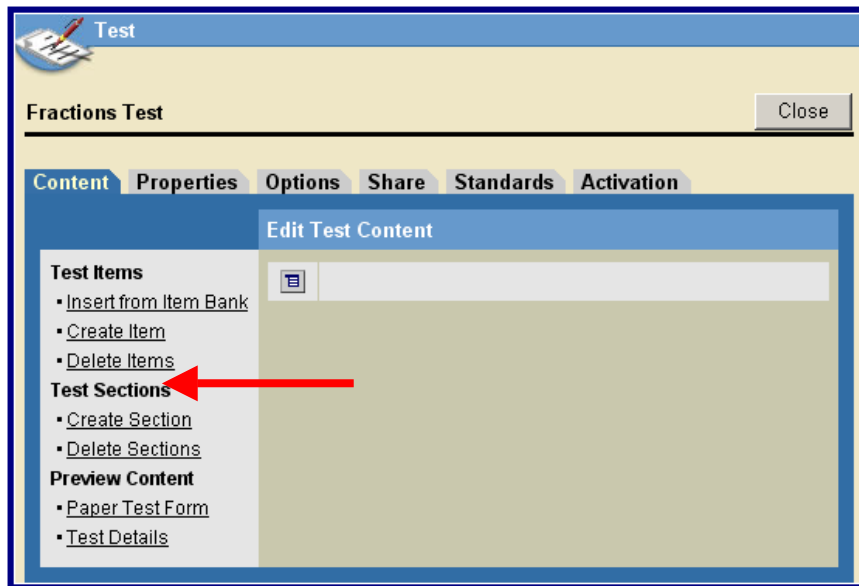 Test
Fractions Test
Close
Content Properties Options Share Standards Activation
Edit Test Content
Test Items
▪ Insert from Item Bank
▪ Create Item
▪ Delete Items
Test Sections
▪ Create Section
▪ Delete Sections
Preview Content
▪ Paper Test Form
▪ Test Details